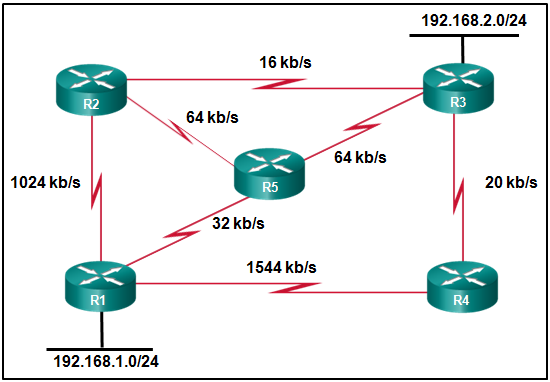 192.168.2.0/24
16 kb/s
R2
R3
64 kb/s
64 kb/s
R5
1024 kb/s
20 kb/s
32 kb/s
1544 kb/s
R1
R4
192.168.1.0/24